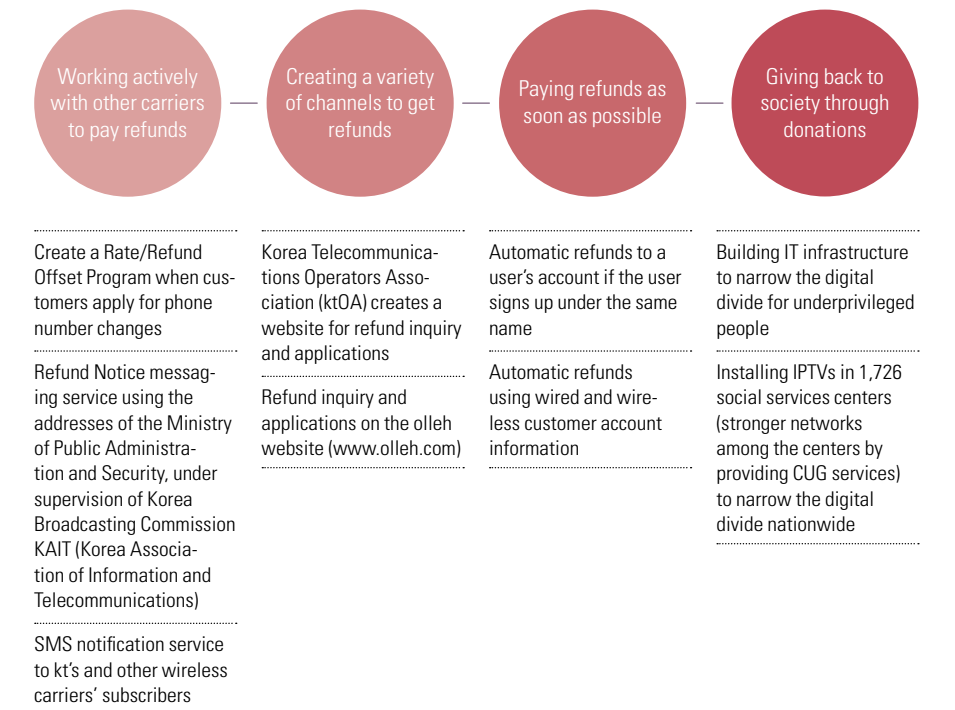 Working actively
with other carriers
to pay refunds
Creating a variety
of channels to get
refunds
Paying refunds as
soon as possible
Giving back to
society through
donations
Create a Rate/Refund
Offset Program when cus-
tomers apply for phone
number changes
Refund Notice messag-
ing service using the
addresses of the Ministry
of Public Administra-
tion and Security, under
supervision of Korea
Broadcasting Commission
KAIT (Korea Associa-
tion of Information and
Telecommunications)
SMS notification service
to kt's and other wireless
carriers' subscribers
Korea Telecommunica-
tions Operators Asso-
ciation (ktOA) creates a
website for refund inquiry
and applications
Refund inquiry and
applications on the olleh
website (www.olleh.com)
Automatic refunds to a
user's account if the user
signs up under the same
name
Automatic refunds
using wired and wire-
less customer account
information
Building IT infrastructure
to narrow the digital
divide for underprivileged
people
Installing IPTVs in 1,726
social services centers
(stronger networks
among the centers by
providing CUG services)
to narrow the digital
divide nationwide